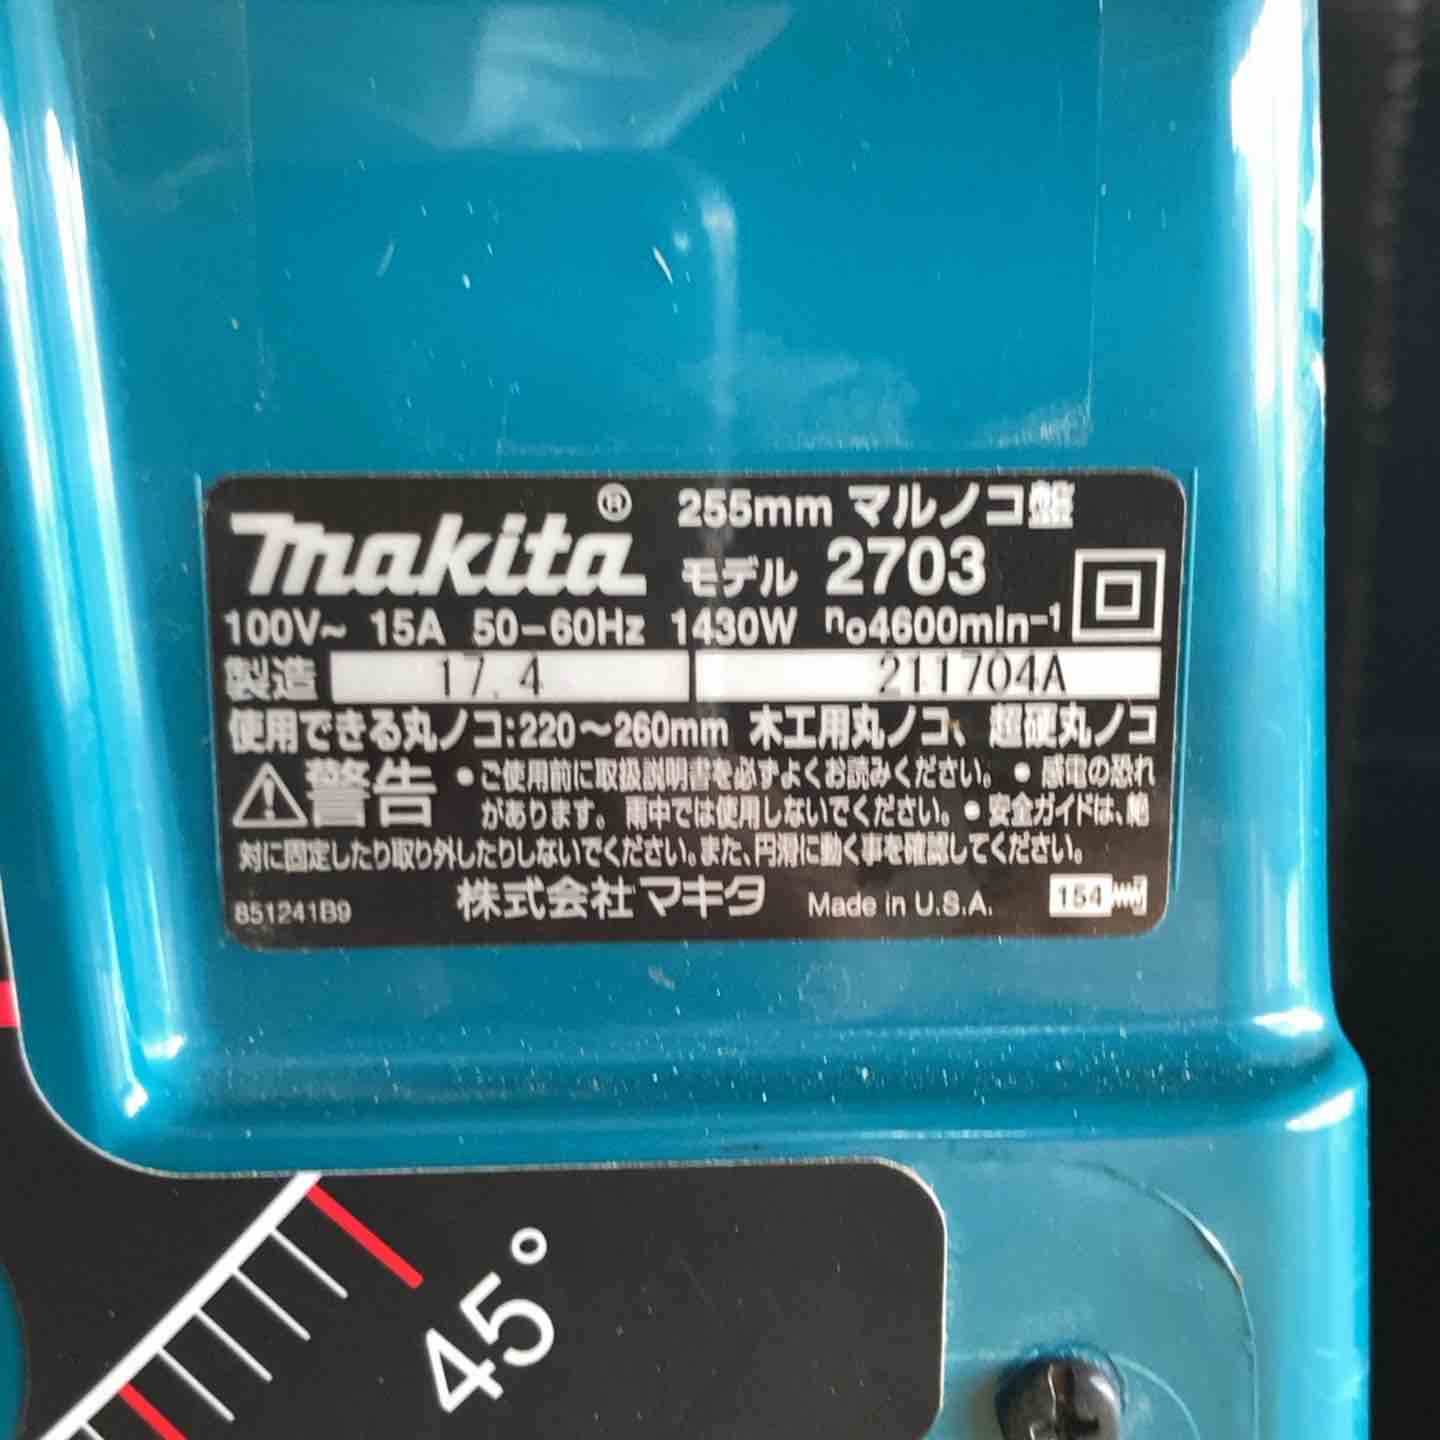 makita®
255mm マルノコ盤
モデル 2703
100V~ 15A 50-60Hz 1430W no4600min-1
製造 17.4 211704A
使用できる丸ノコ:220～260mm 木工用丸ノコ、超硬丸ノコ
警告 •ご使用前に取扱説明書を必ずよくお読みください。•感電の恐れ
があります。雨中では使用しないでください。•安全ガイドは、絶
対に固定したり取り外したりしないでください。また、円滑に動く事を確認してください。
851241B9 株式会社マキタ Made in U.S.A. 154
45°